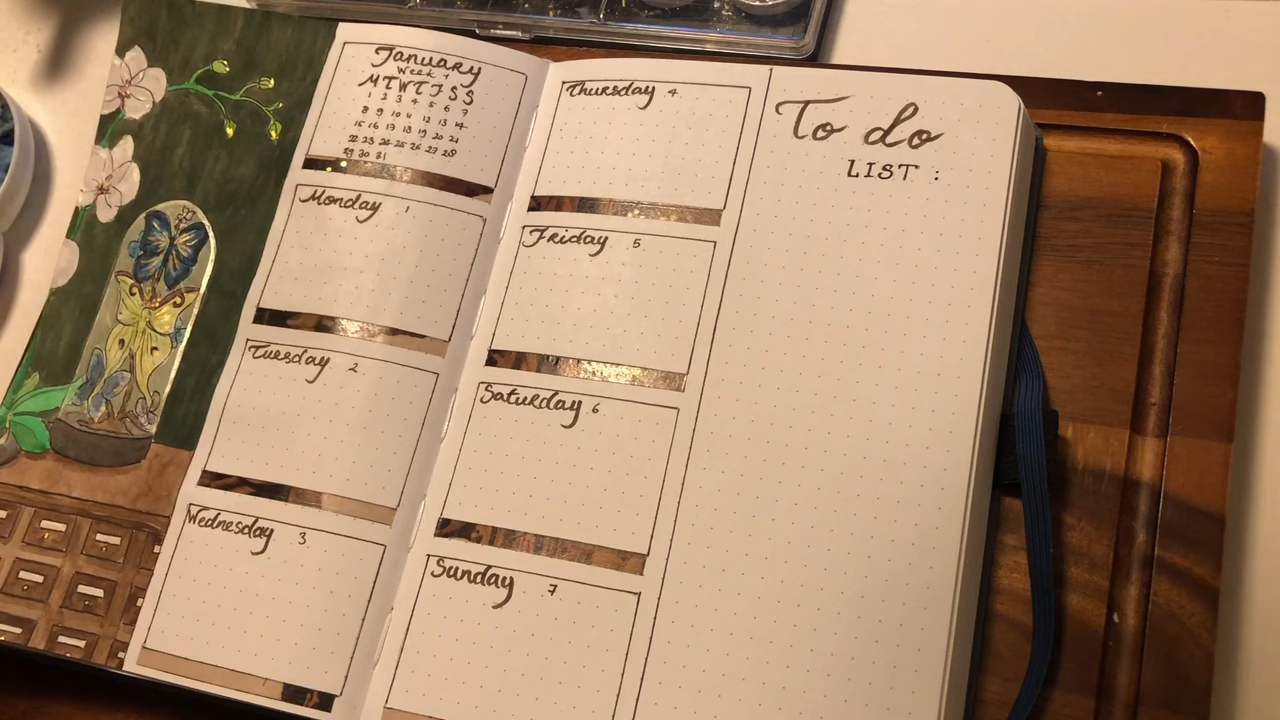 January
Week 1
M T W T F S S
1 2 3 4 5 6 7
8 9 10 11 12 13 14
15 16 17 18 19 20 21
22 23 24 25 26 27 28
29 30 31
Monday 1
Tuesday 2
Wednesday 3
Thursday 4
Friday 5
Saturday 6
Sunday 7
To do
LIST :